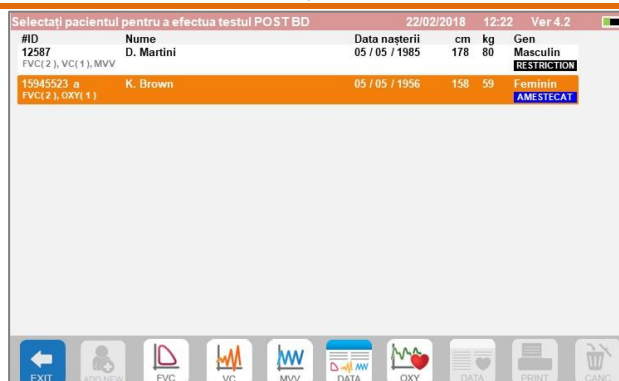 Selectați pacientul pentru a efectua testul POST BD 22/02/2018 12:22 Ver 4.2
#ID Nume Data nașterii cm kg Gen
12587 D. Martini 05 / 05 / 1985 178 80 Masculin
FVC( 2 ), VC( 1 ), MVV RESTRICTION
15945523 a K. Brown 05 / 05 / 1956 158 59 Feminin
FVC( 2 ), OXY( 1 ) AMESTECAT
EXIT ADD NEW FVC VC MVV DATA OXY DATA PRINT CANC